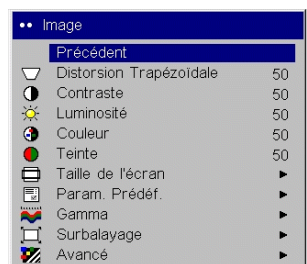 •• Image
Précédent
Distorsion Trapézoïdale 50
Contraste 50
Luminosité 50
Couleur 50
Teinte 50
Taille de l'écran ►
Param. Prédéf. ►
Gamma ►
Surbalayage ►
Avancé ►